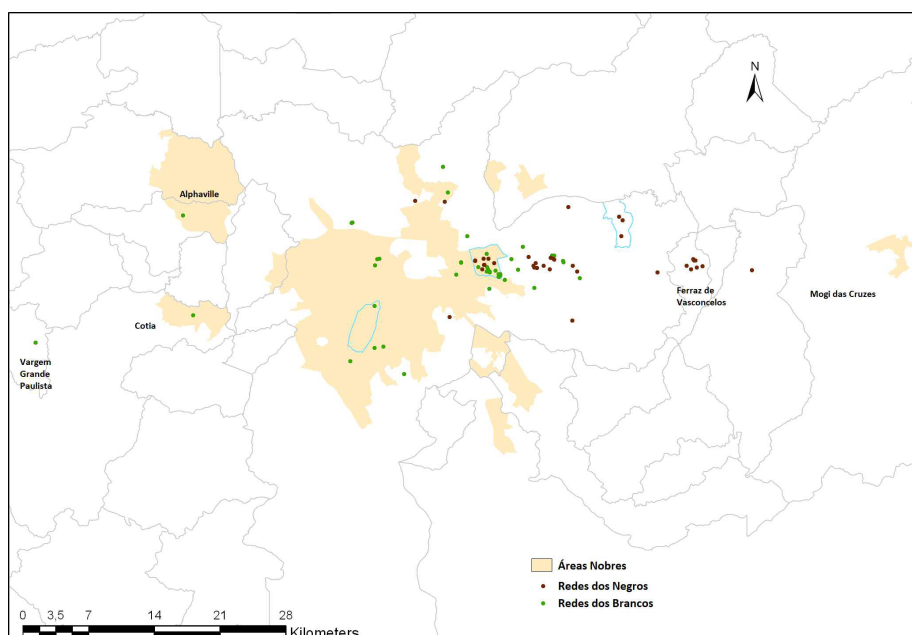 N
Alphaville
Ferraz de
Vasconcelos
Mogi das Cruzes
Cotia
Vargem
Grande
Paulista
Áreas Nobres
Redes dos Negros
Redes dos Brancos
0 3,5 7 14 21 28
Kilometers